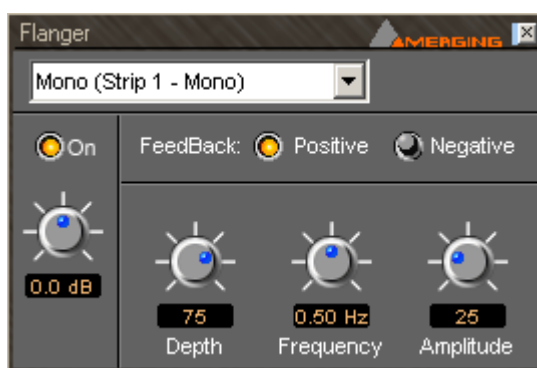 Flanger
MERGING
Mono (Strip 1 - Mono)
On
FeedBack: Positive Negative
0.0 dB
75 0.50 Hz 25
Depth Frequency Amplitude